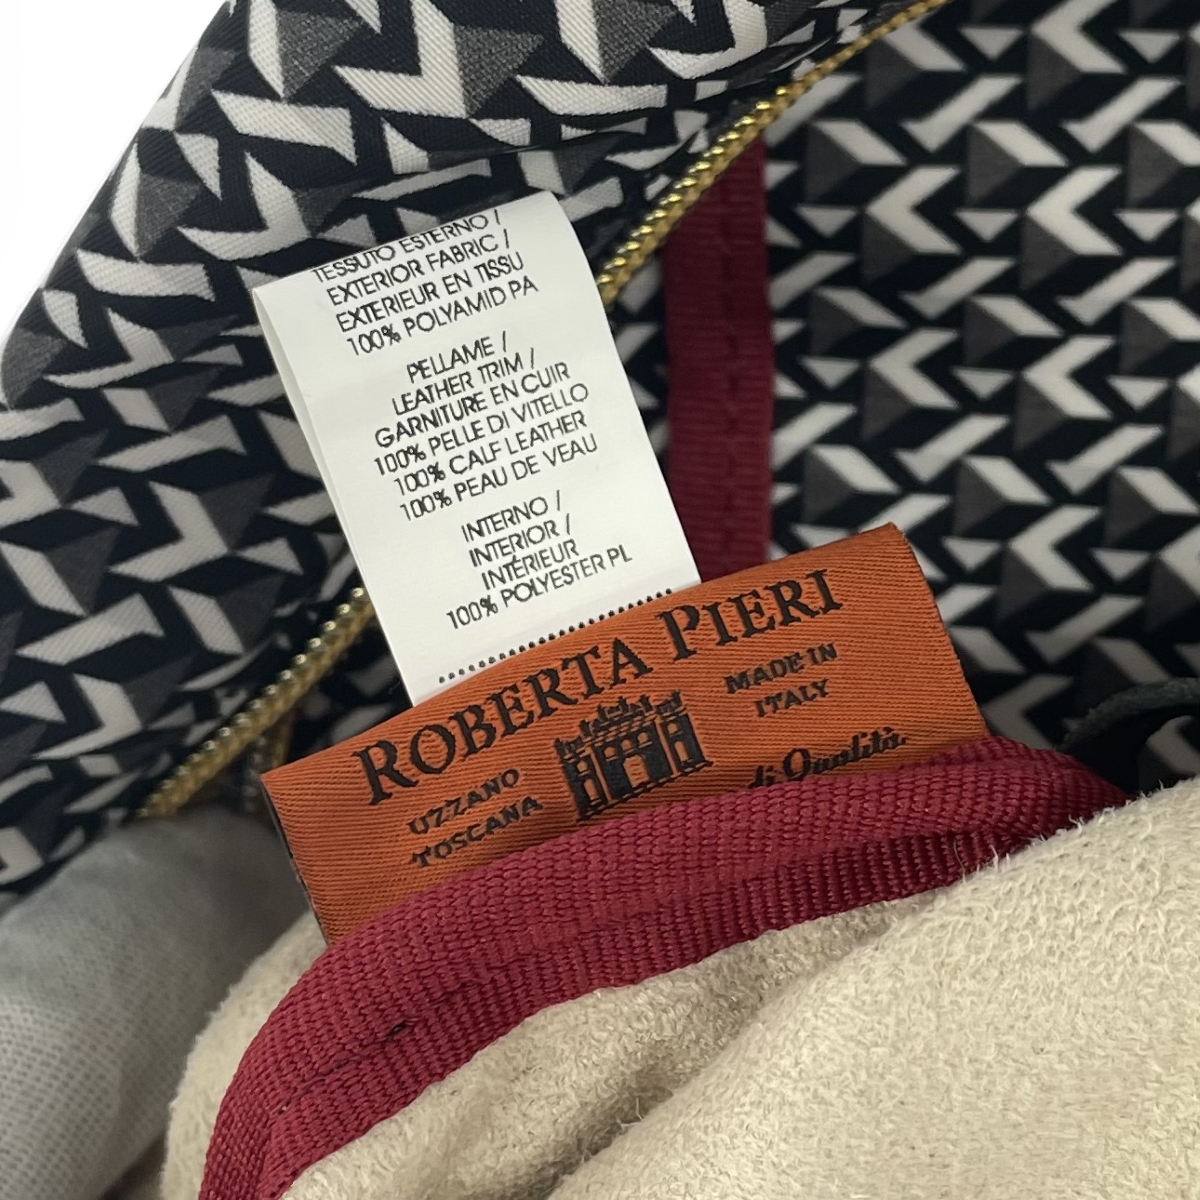 TESSUTO ESTERNO /
EXTERIOR FABRIC /
EXTERIEUR EN TISSU
100% POLYAMID PA
PELLAME /
LEATHER TRIM /
GARNITURE EN CUIR
100% PELLE DI VITELLO
100% CALF LEATHER
100% PEAU DE VEAU
INTERNO /
INTERIOR /
INTÉRIEUR
100% POLYESTER PL
ROBERTA PIERI
MADE IN
ITALY
UZZANO
TOSCANA
di Qualità